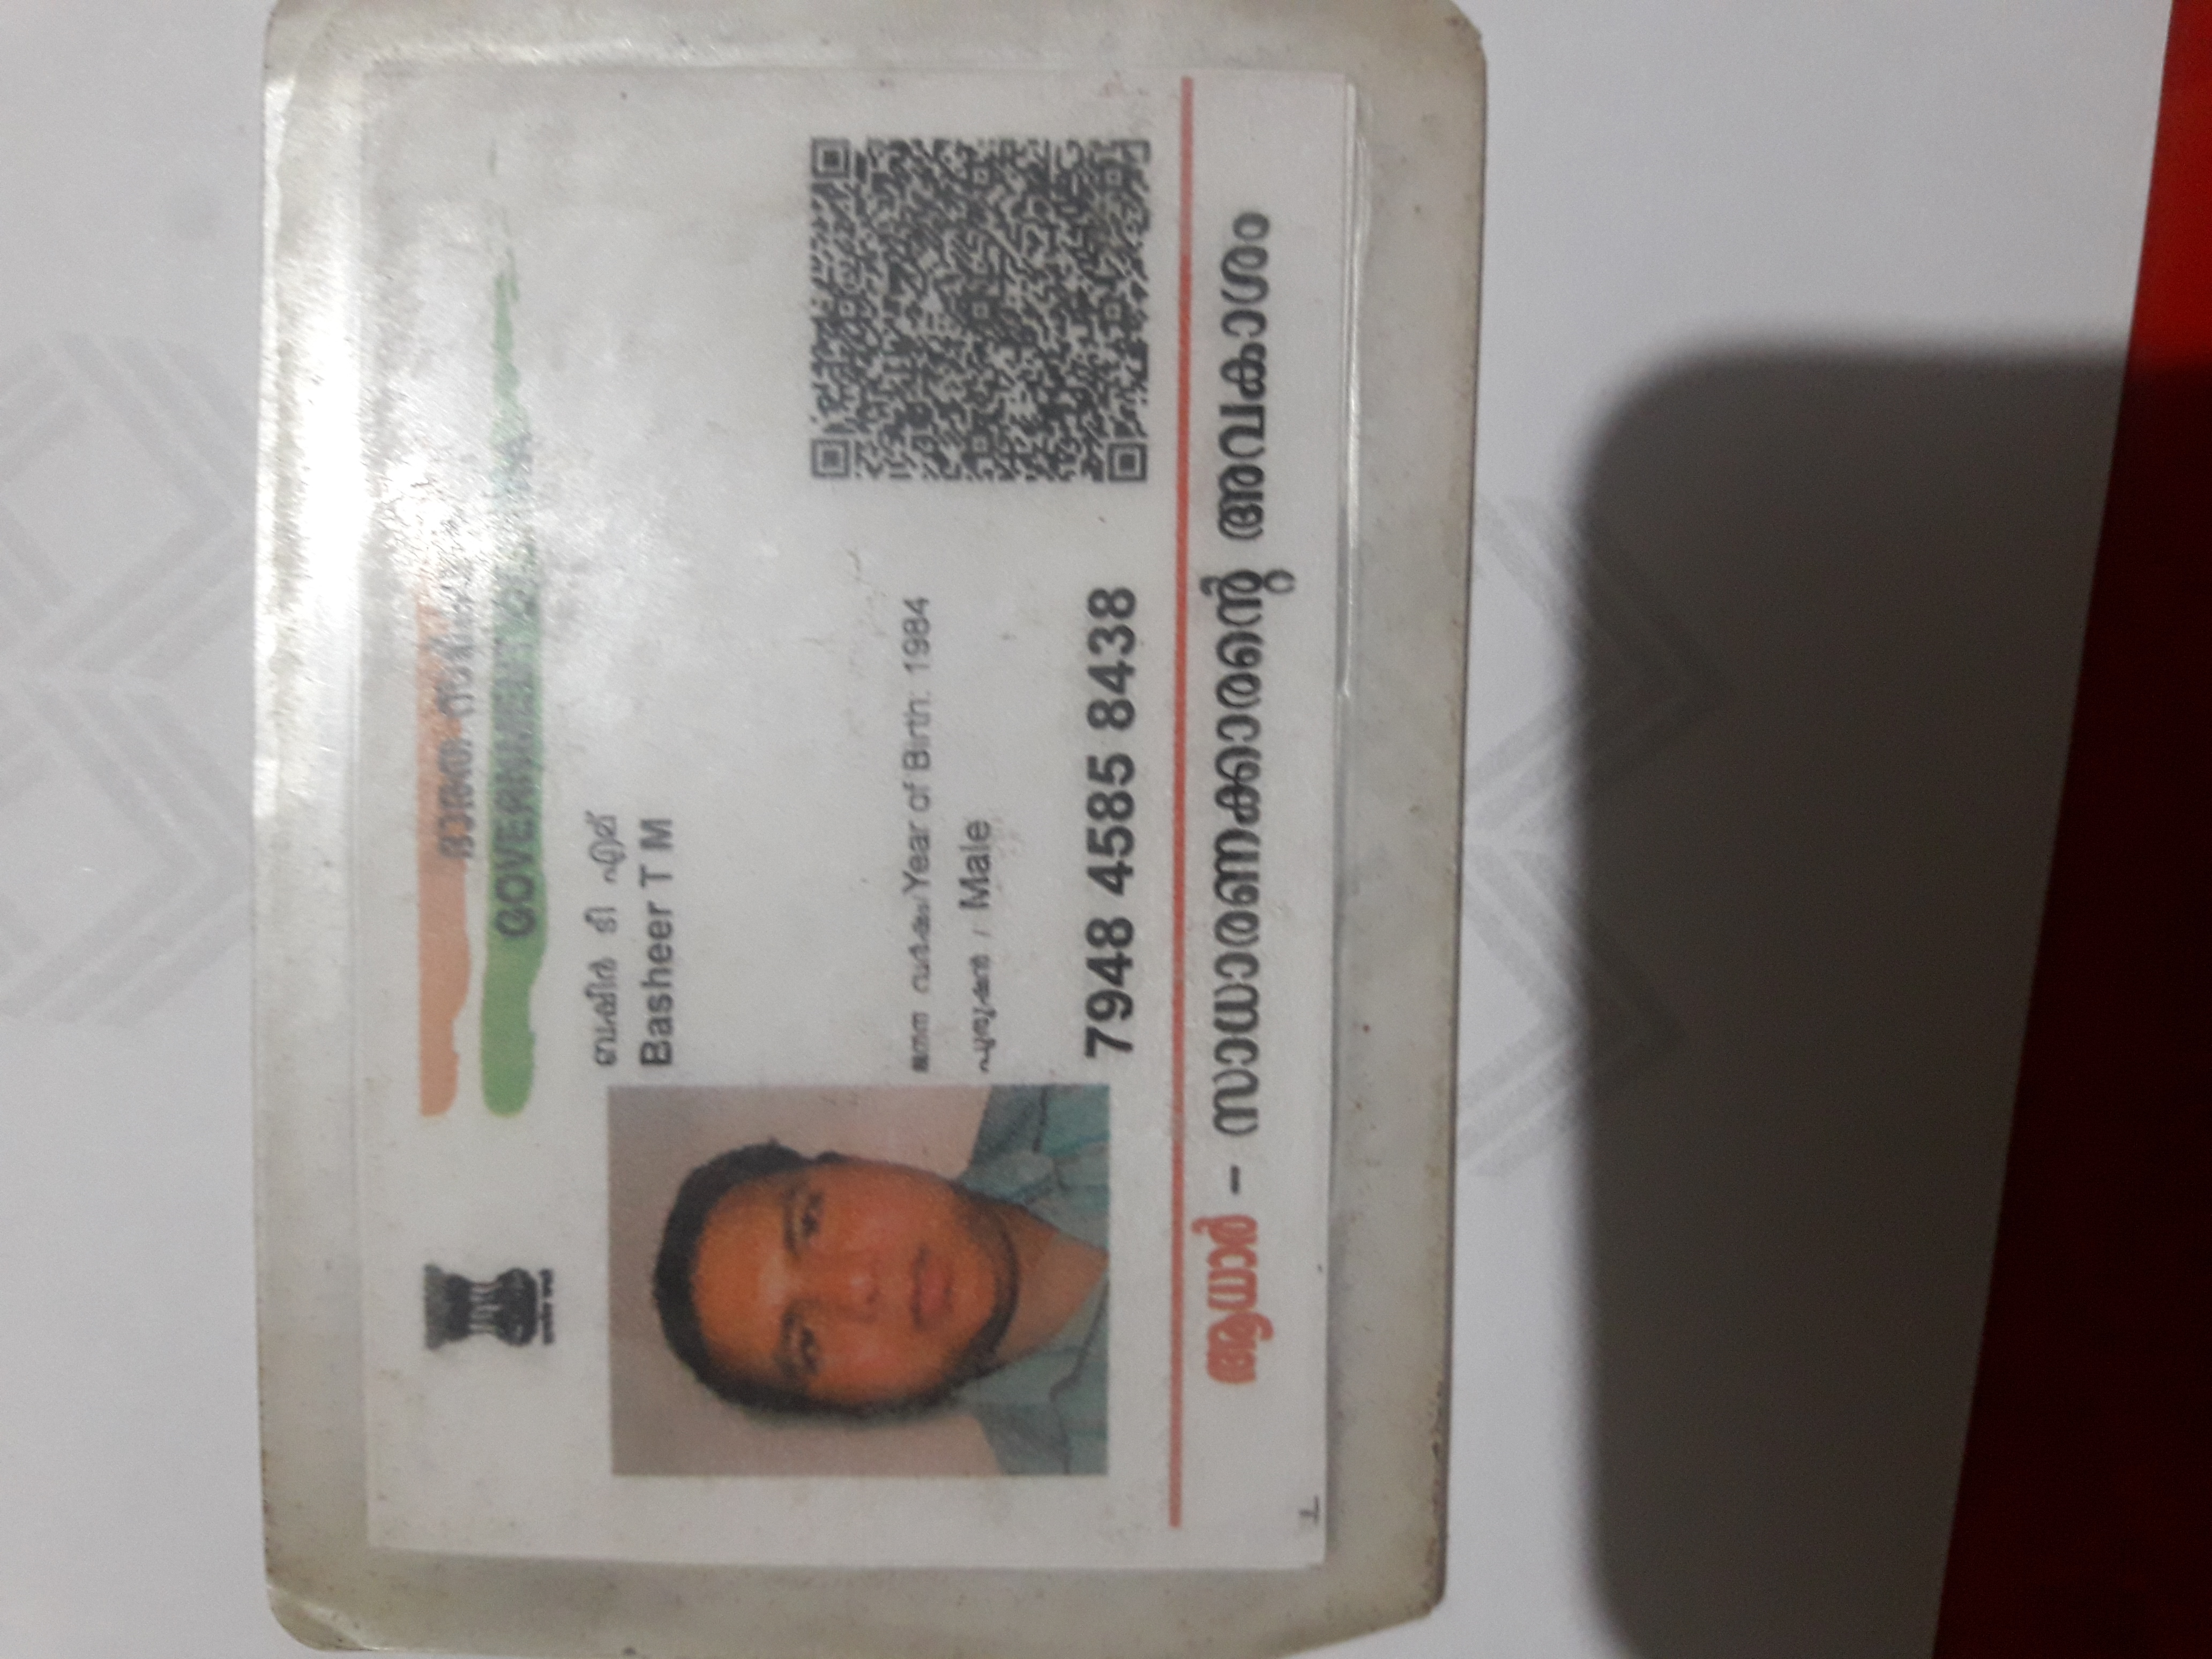 ഭാരത സർക്കാർ
GOVERNMENT OF INDIA
ബഷീർ ടി എമ്
Basheer T M
ജനന വർഷം/Year of Birth: 1984
പുരുഷൻ / Male
7948 4585 8438
ആധാർ - സാധാരണക്കാരന്റെ അവകാശം